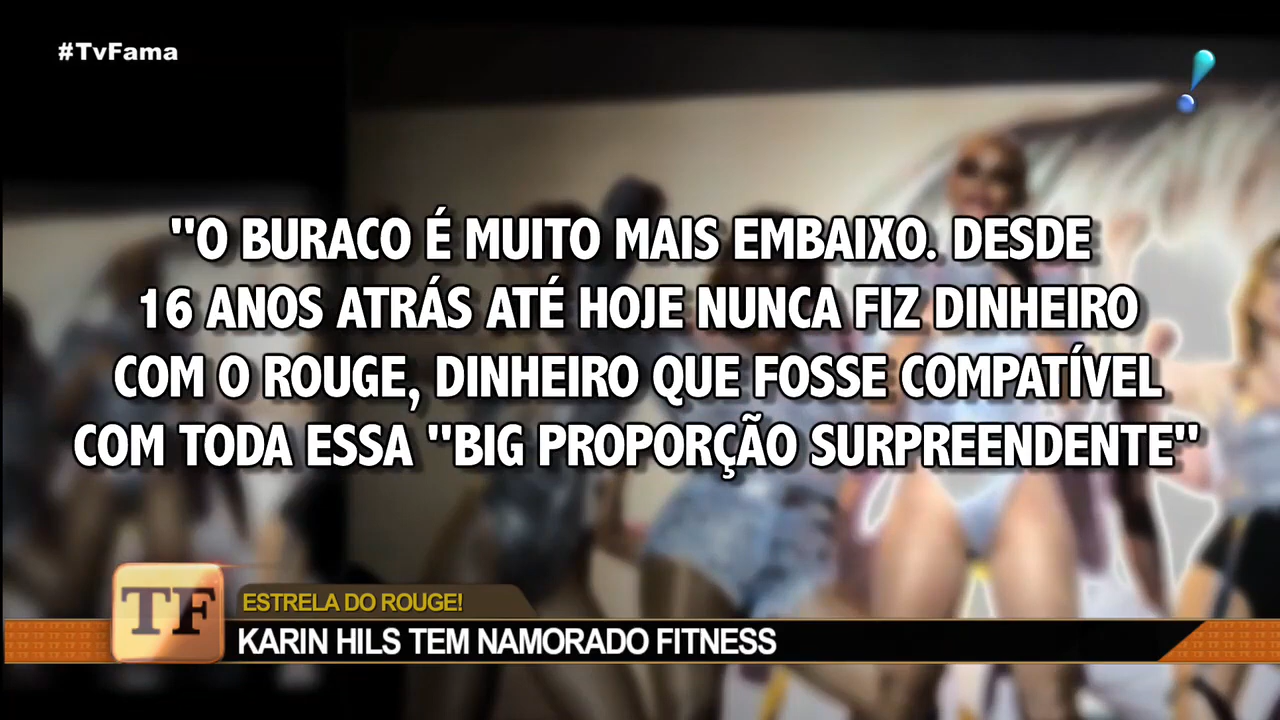 #TvFama
"O BURACO É MUITO MAIS EMBAIXO. DESDE
16 ANOS ATRÁS ATÉ HOJE NUNCA FIZ DINHEIRO
COM O ROUGE, DINHEIRO QUE FOSSE COMPATÍVEL
COM TODA ESSA "BIG PROPORÇÃO SURPREENDENTE"
TF
ESTRELA DO ROUGE!
KARIN HILS TEM NAMORADO FITNESS